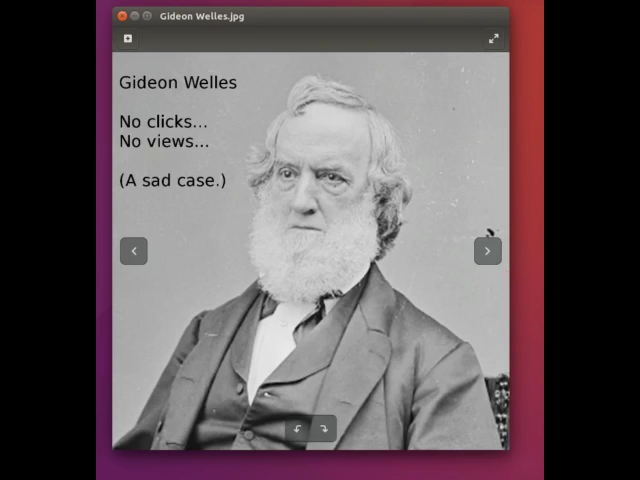 Gideon Welles.jpg
Gideon Welles
No clicks...
No views...
(A sad case.)